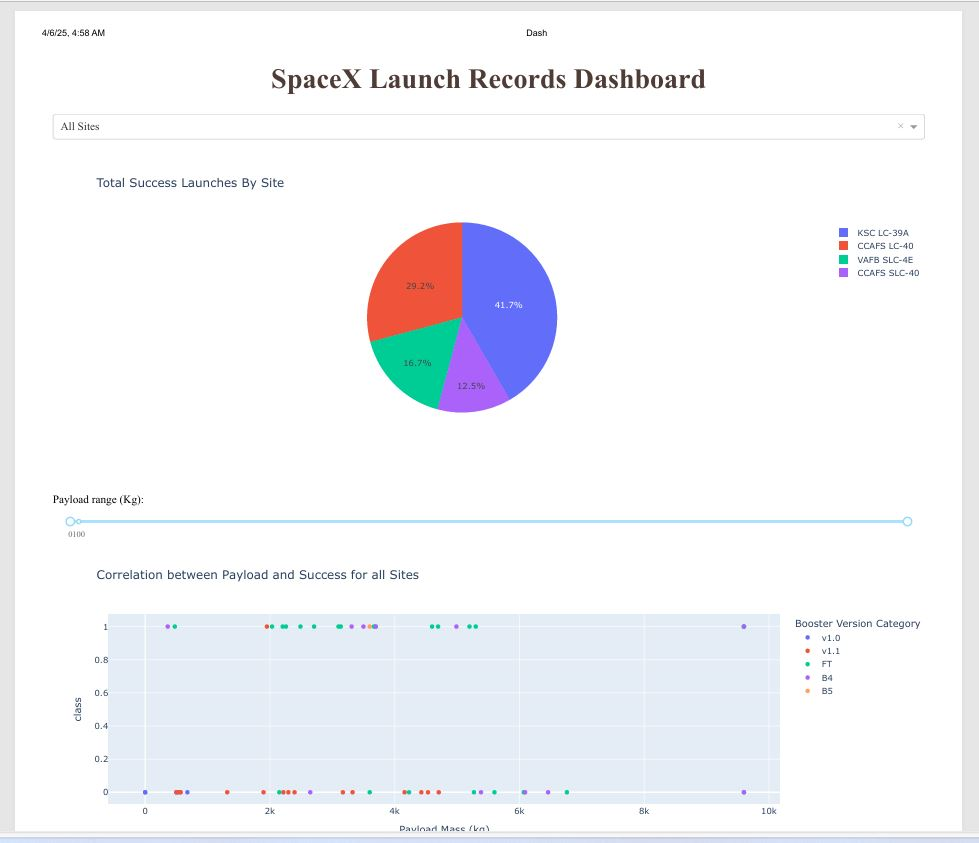 4/6/25, 4:58 AM Dash
SpaceX Launch Records Dashboard
All Sites ×
Total Success Launches By Site
KSC LC-39A
CCAFS LC-40
VAFB SLC-4E
CCAFS SLC-40
29.2%
41.7%
16.7%
12.5%
Payload range (Kg):
0100
Correlation between Payload and Success for all Sites
Booster Version Category
v1.0
v1.1
FT
B4
B5
class
1
0.8
0.6
0.4
0.2
0
0 2k 4k 6k 8k 10k
Payload Mass (kg)